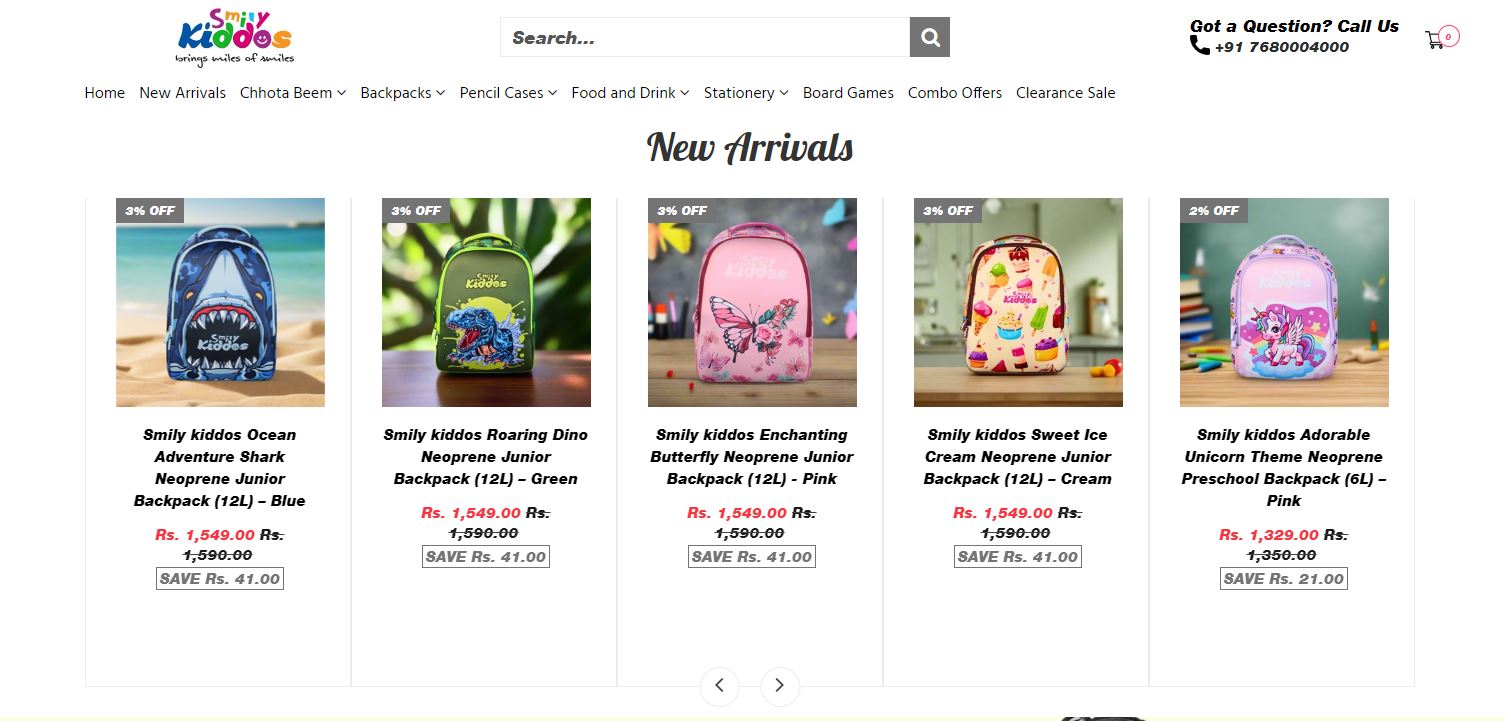 Smily
Kiddos
brings miles of smiles
Search...
Got a Question? Call Us
+91 7680004000
0
Home New Arrivals Chhota Beem Backpacks Pencil Cases Food and Drink Stationery Board Games Combo Offers Clearance Sale
New Arrivals
3% OFF
Smily
Kiddos
Smily kiddos Ocean
Adventure Shark
Neoprene Junior
Backpack (12L) – Blue
Rs. 1,549.00 Rs.
1,590.00
SAVE Rs. 41.00
3% OFF
Smily
Kiddos
Smily kiddos Roaring Dino
Neoprene Junior
Backpack (12L) – Green
Rs. 1,549.00 Rs.
1,590.00
SAVE Rs. 41.00
3% OFF
Smily
Kiddos
Smily kiddos Enchanting
Butterfly Neoprene Junior
Backpack (12L) - Pink
Rs. 1,549.00 Rs.
1,590.00
SAVE Rs. 41.00
3% OFF
Smily
Kiddos
Smily kiddos Sweet Ice
Cream Neoprene Junior
Backpack (12L) – Cream
Rs. 1,549.00 Rs.
1,590.00
SAVE Rs. 41.00
2% OFF
Smily
Kiddos
Smily kiddos Adorable
Unicorn Theme Neoprene
Preschool Backpack (6L) –
Pink
Rs. 1,329.00 Rs.
1,350.00
SAVE Rs. 21.00